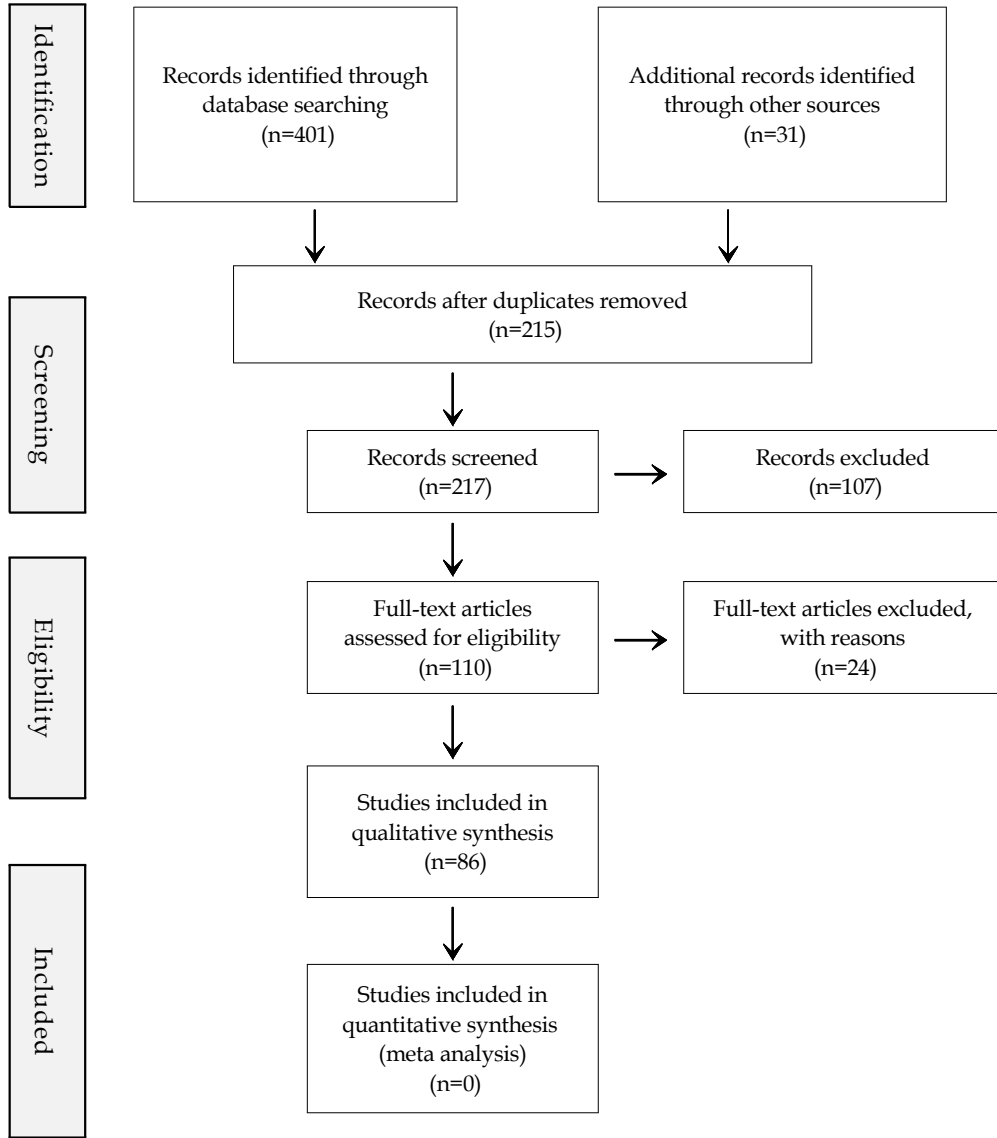 Identification
Records identified through
database searching
(n=401)
Additional records identified
through other sources
(n=31)
Records after duplicates removed
(n=215)
Screening
Records screened
(n=217)
Records excluded
(n=107)
Eligibility
Full-text articles
assessed for eligibility
(n=110)
Full-text articles excluded,
with reasons
(n=24)
Studies included in
qualitative synthesis
(n=86)
Included
Studies included in
quantitative synthesis
(meta analysis)
(n=0)